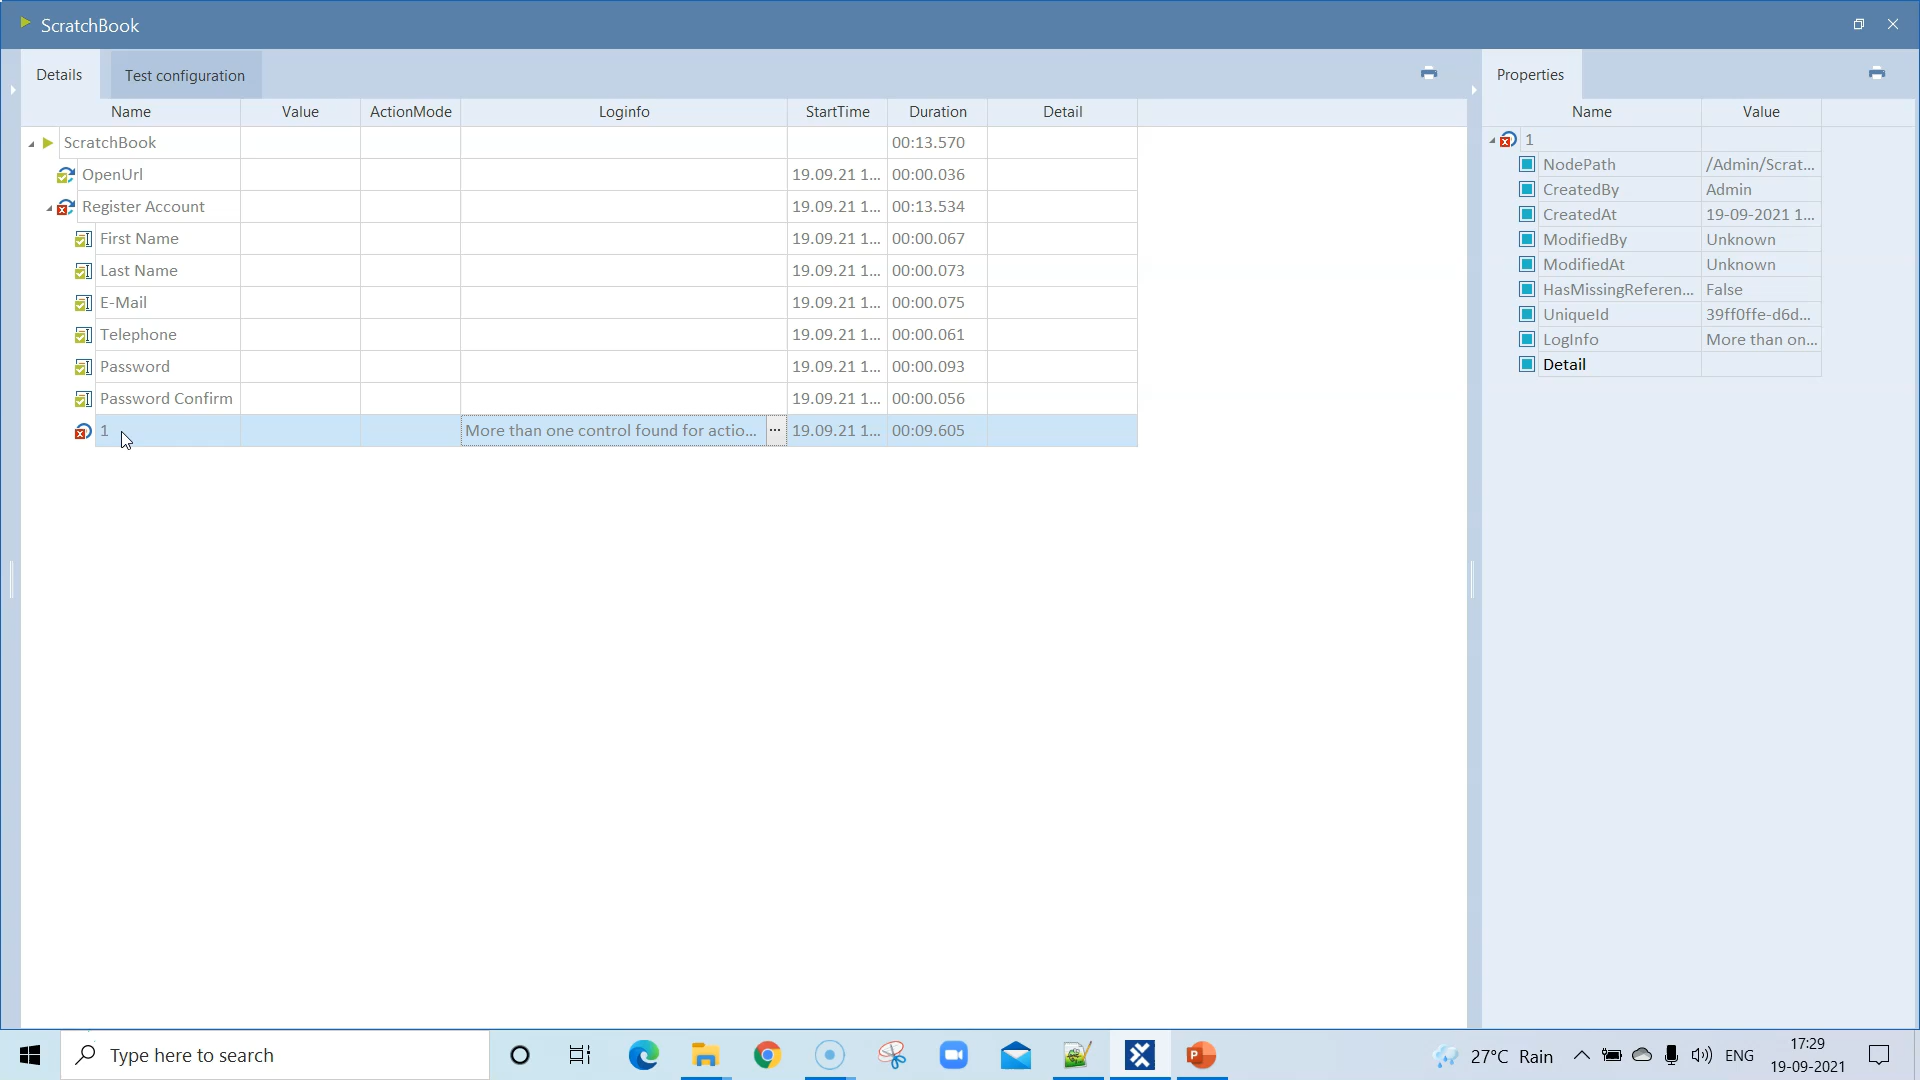 ScratchBook
Details
Test configuration
Properties
Name Value ActionMode Loginfo StartTime Duration Detail
ScratchBook 00:13.570
OpenUrl 19.09.21 1... 00:00.036
Register Account 19.09.21 1... 00:13.534
First Name 19.09.21 1... 00:00.067
Last Name 19.09.21 1... 00:00.073
E-Mail 19.09.21 1... 00:00.075
Telephone 19.09.21 1... 00:00.061
Password 19.09.21 1... 00:00.093
Password Confirm 19.09.21 1... 00:00.056
1 More than one control found for actio... ... 19.09.21 1... 00:09.605
Name Value
1
NodePath /Admin/Scrat...
CreatedBy Admin
CreatedAt 19-09-2021 1...
ModifiedBy Unknown
ModifiedAt Unknown
HasMissingReferen... False
UniqueId 39ff0ffe-d6d...
LogInfo More than on...
Detail
Type here to search
27°C Rain
ENG
17:29
19-09-2021